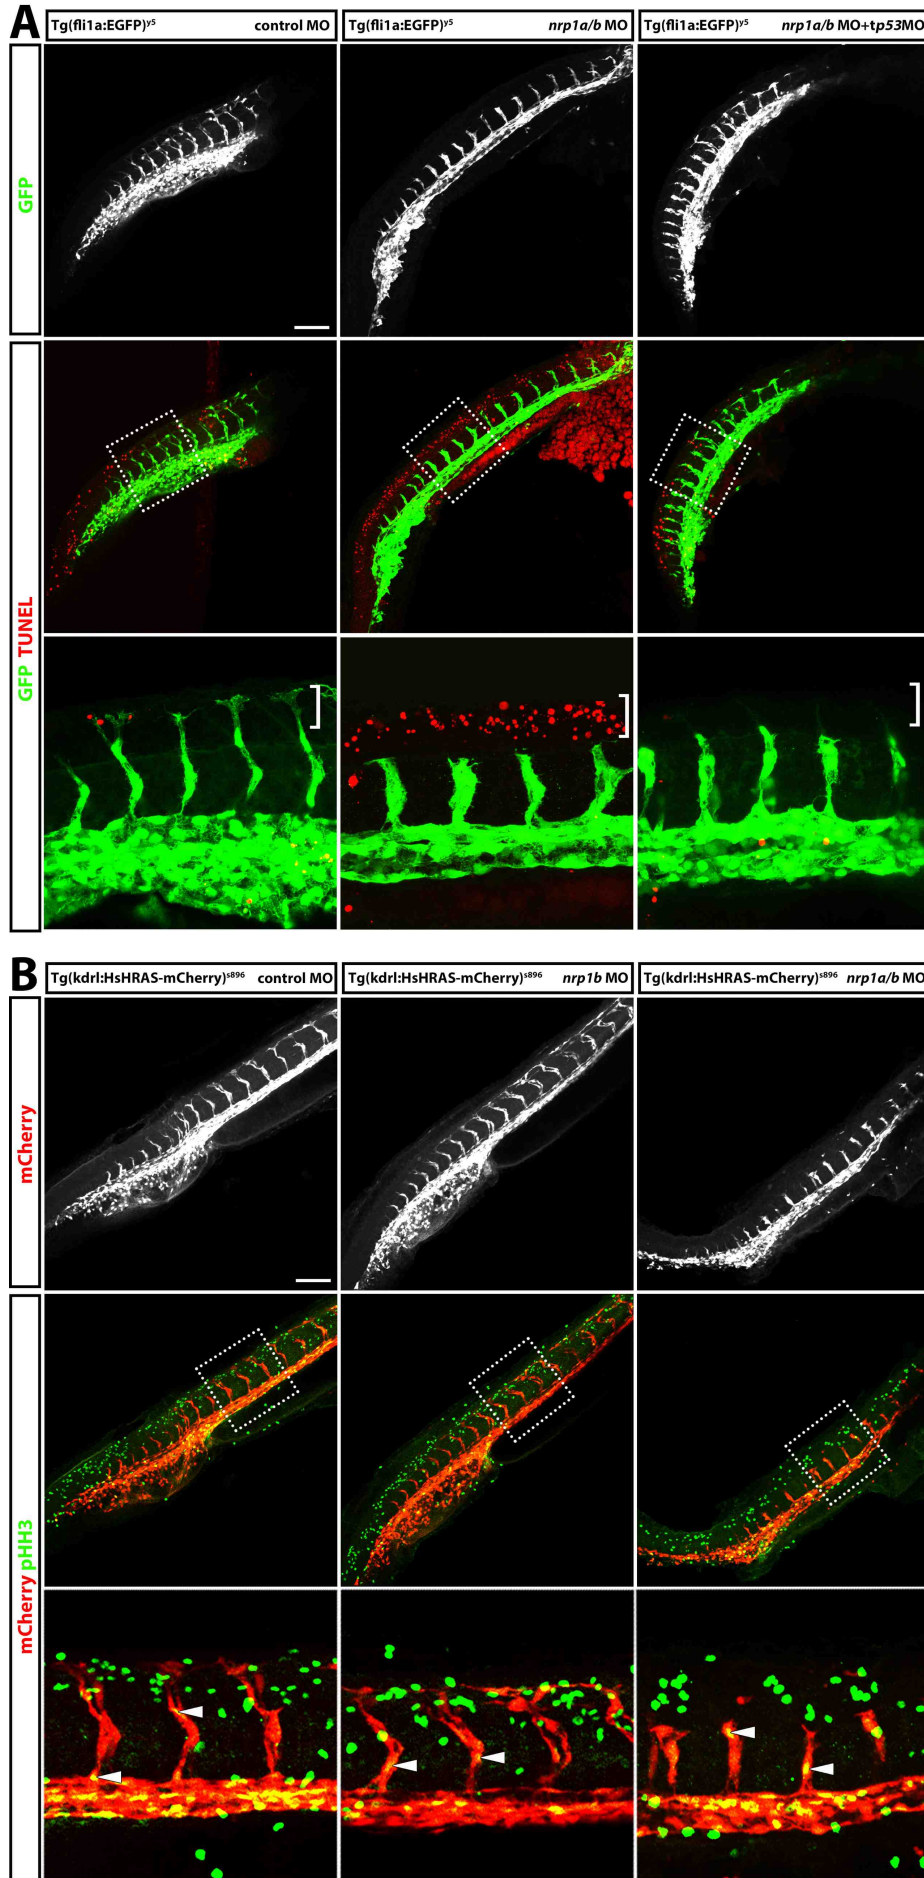 A
Tg(fli1a:EGFP)ʸ⁵ control MO
Tg(fli1a:EGFP)ʸ⁵ nrp1a/b MO
Tg(fli1a:EGFP)ʸ⁵ nrp1a/b MO+tp53MO
GFP
GFP TUNEL
B
Tg(kdrl:HsHRAS-mCherry)ˢ⁸⁹⁶ control MO
Tg(kdrl:HsHRAS-mCherry)ˢ⁸⁹⁶ nrp1b MO
Tg(kdrl:HsHRAS-mCherry)ˢ⁸⁹⁶ nrp1a/b MO
mCherry
mCherry pHH3